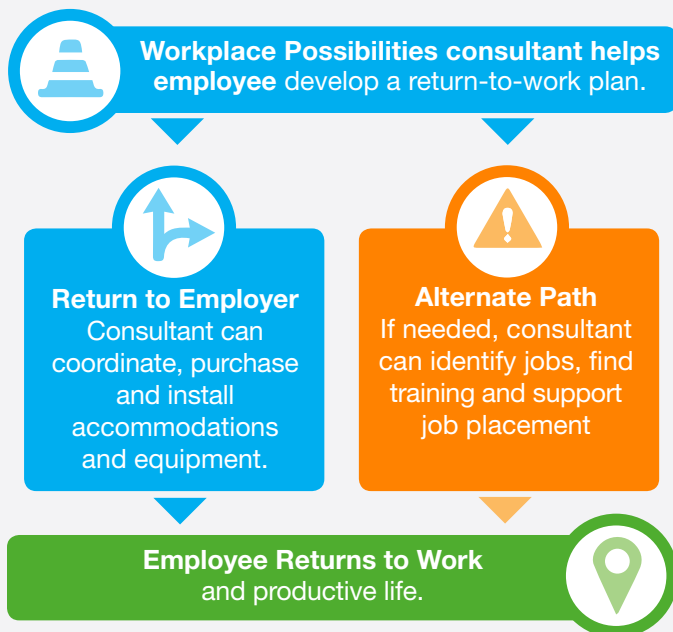 Workplace Possibilities consultant helps
employee develop a return-to-work plan.
Return to Employer
Consultant can
coordinate, purchase
and install
accommodations
and equipment.
Alternate Path
If needed, consultant
can identify jobs, find
training and support
job placement
Employee Returns to Work
and productive life.